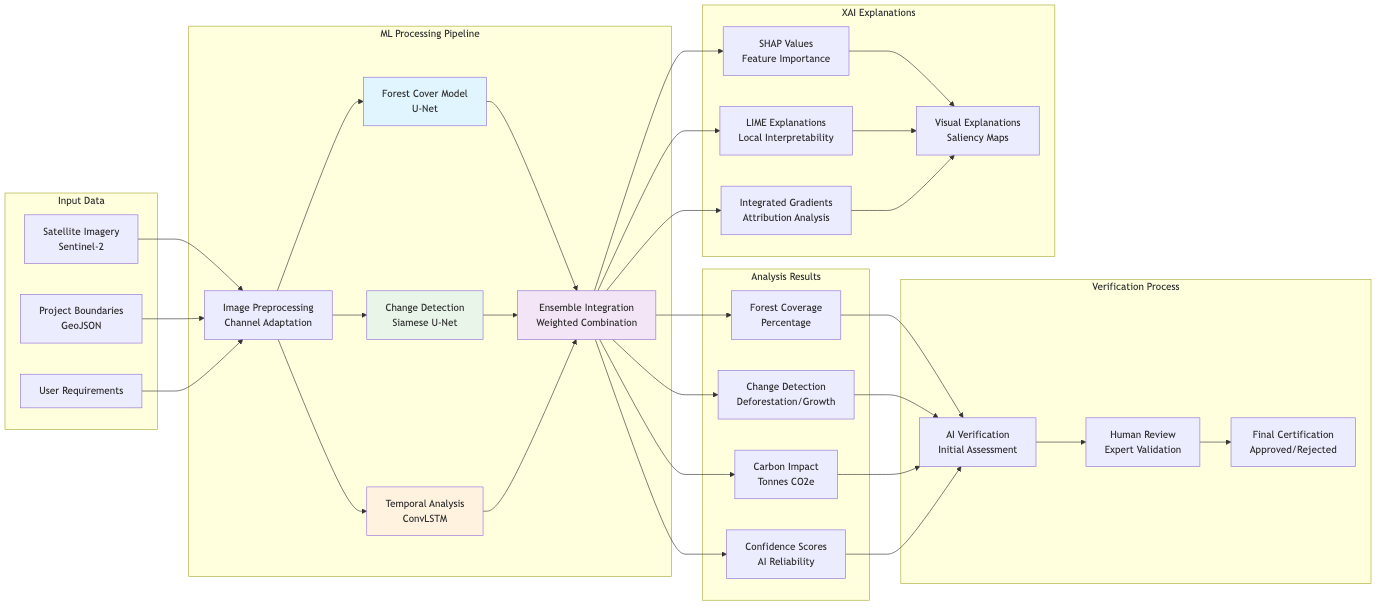 Input Data
Satellite Imagery
Sentinel-2
Project Boundaries
GeoJSON
User Requirements
ML Processing Pipeline
Image Preprocessing
Channel Adaptation
Forest Cover Model
U-Net
Change Detection
Siamese U-Net
Temporal Analysis
ConvLSTM
Ensemble Integration
Weighted Combination
XAI Explanations
SHAP Values
Feature Importance
LIME Explanations
Local Interpretability
Integrated Gradients
Attribution Analysis
Visual Explanations
Saliency Maps
Analysis Results
Forest Coverage
Percentage
Change Detection
Deforestation/Growth
Carbon Impact
Tonnes CO2e
Confidence Scores
AI Reliability
Verification Process
AI Verification
Initial Assessment
Human Review
Expert Validation
Final Certification
Approved/Rejected